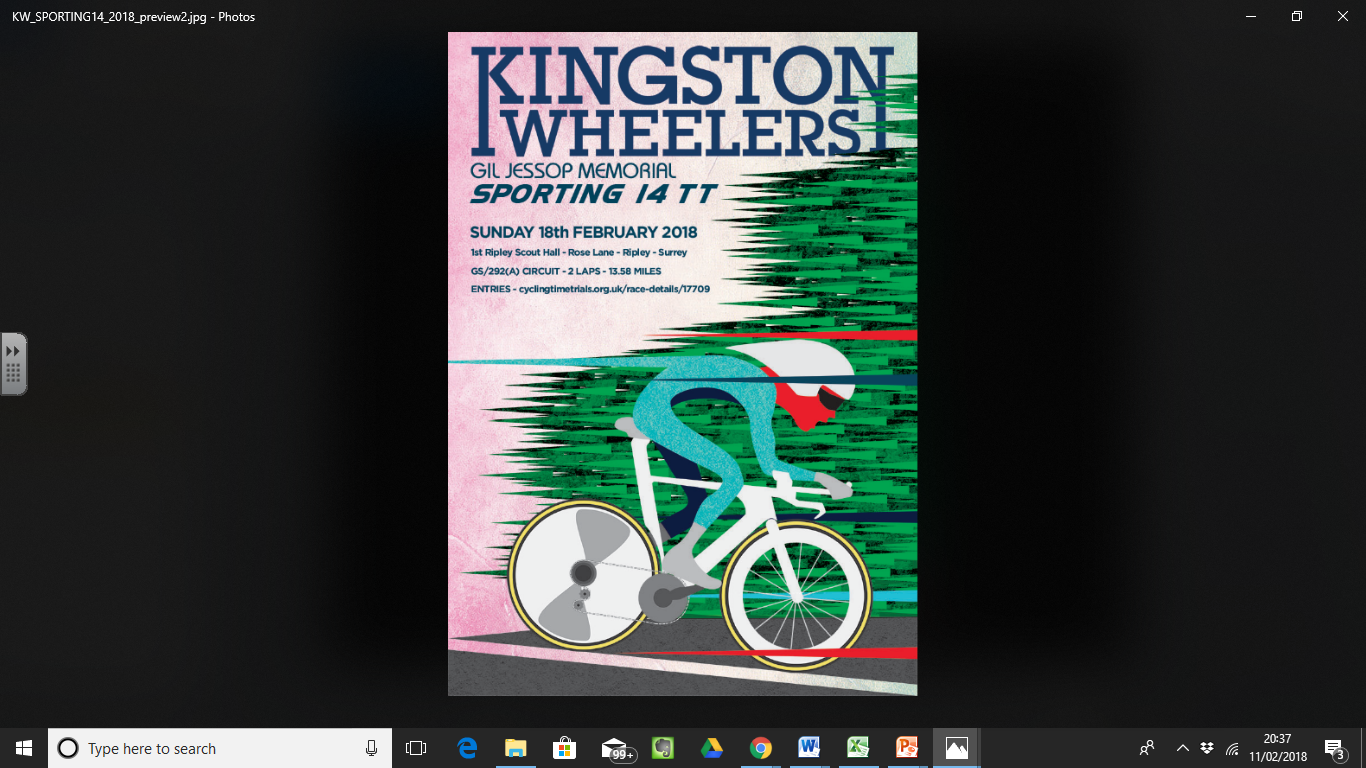 KW_SPORTING14_2018_preview2.jpg - Photos
KINGSTON
WHEELERS
GIL JESSOP MEMORIAL
SPORTING 14 TT
SUNDAY 18th FEBRUARY 2018
1st Ripley Scout Hall - Rose Lane - Ripley - Surrey
GS/292(A) CIRCUIT - 2 LAPS - 13.58 MILES
ENTRIES - cyclingtimetrials.org.uk/race-details/17709
Type here to search
99+
20:37
11/02/2018
3